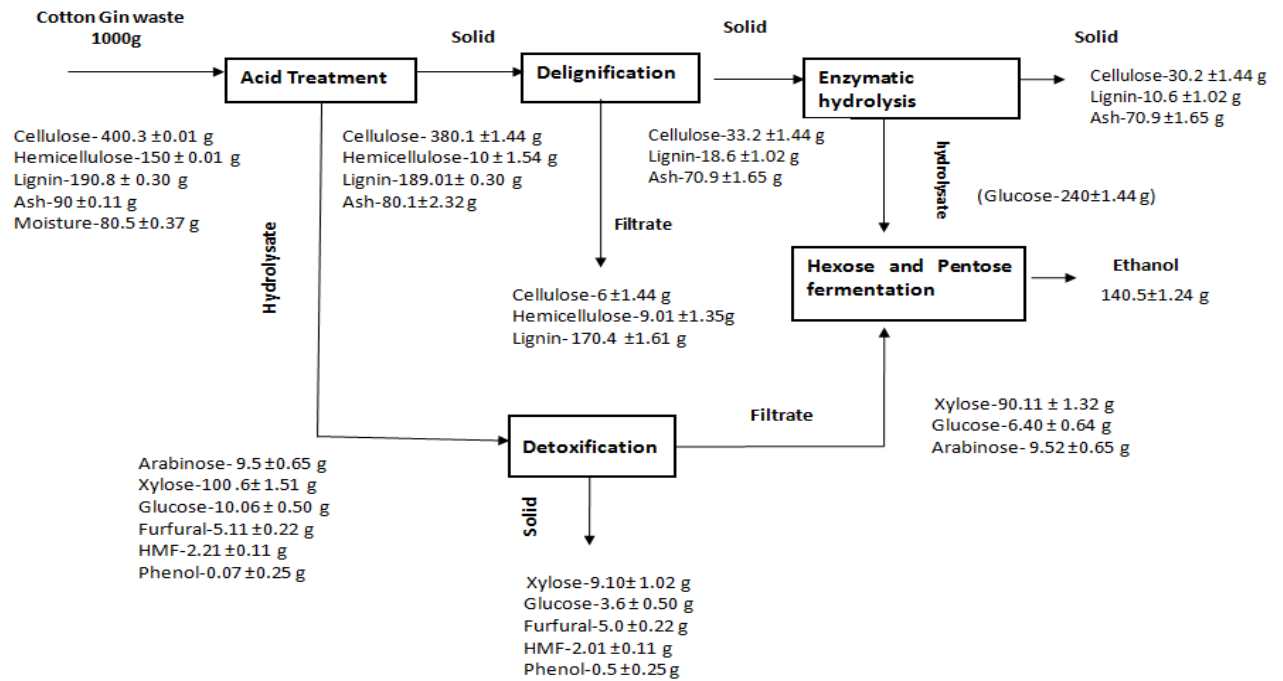 Cotton Gin waste
1000g
Solid
Solid
Solid
Acid Treatment
Delignification
Enzymatic
hydrolysis
Cellulose-30.2 ±1.44 g
Lignin-10.6 ±1.02 g
Ash-70.9 ±1.65 g
Cellulose- 400.3 ±0.01 g
Hemicellulose-150 ± 0.01 g
Lignin-190.8 ± 0.30 g
Ash-90 ±0.11 g
Moisture-80.5 ±0.37 g
Cellulose- 380.1 ±1.44 g
Hemicellulose-10 ± 1.54 g
Lignin-189.01± 0.30 g
Ash-80.1±2.32 g
Cellulose-33.2 ±1.44 g
Lignin-18.6 ±1.02 g
Ash-70.9 ±1.65 g
hydrolysate
(Glucose-240±1.44 g)
Hydrolysate
Filtrate
Cellulose-6 ±1.44 g
Hemicellulose-9.01 ±1.35g
Lignin- 170.4 ±1.61 g
Hexose and Pentose
fermentation
Ethanol
140.5±1.24 g
Detoxification
Filtrate
Xylose-90.11 ± 1.32 g
Glucose-6.40 ± 0.64 g
Arabinose- 9.52±0.65 g
Arabinose- 9.5 ±0.65 g
Xylose-100 .6± 1.51 g
Glucose-10.06 ± 0.50 g
Furfural-5.11 ±0.22 g
HMF-2.21 ±0.11 g
Phenol-0.07 ±0.25 g
Solid
Xylose-9.10± 1.02 g
Glucose-3.6 ± 0.50 g
Furfural-5.0 ±0.22 g
HMF-2.01 ±0.11 g
Phenol-0.5 ±0.25 g